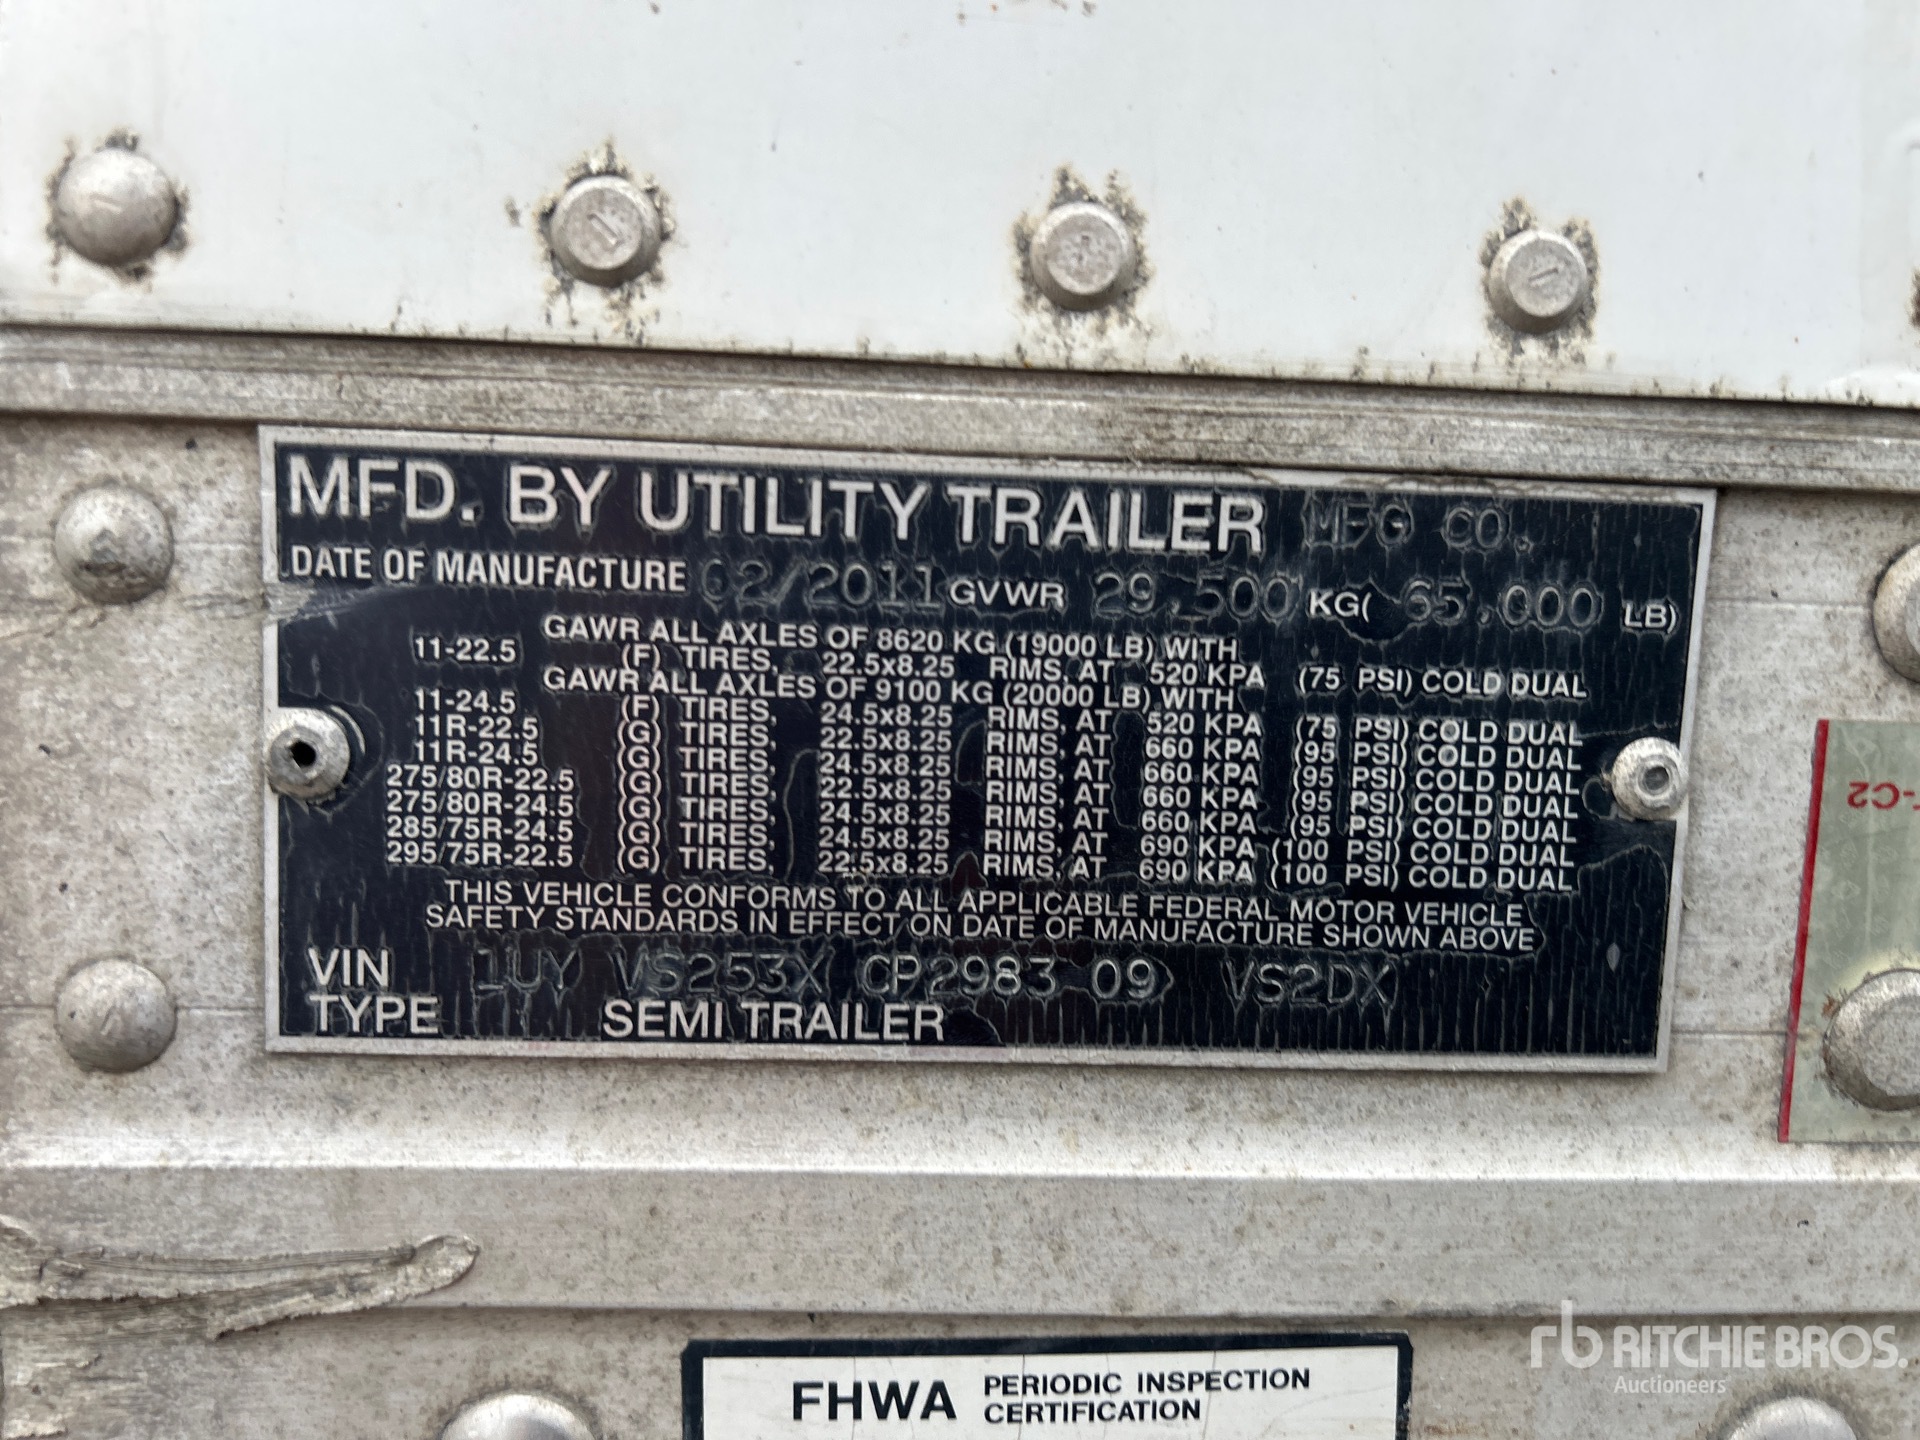 MFD. BY UTILITY TRAILER MFG CO.
DATE OF MANUFACTURE 02/2011 GVWR 29,500 KG( 65,000 LB)
GAWR ALL AXLES OF 8620 KG (19000 LB) WITH
11-22.5 (F) TIRES, 22.5x8.25 RIMS, AT 520 KPA (75 PSI) COLD DUAL
GAWR ALL AXLES OF 9100 KG (20000 LB) WITH
11-24.5 (F) TIRES, 24.5x8.25 RIMS, AT 520 KPA (75 PSI) COLD DUAL
11R-22.5 (G) TIRES, 22.5x8.25 RIMS, AT 660 KPA (95 PSI) COLD DUAL
11R-24.5 (G) TIRES, 24.5x8.25 RIMS, AT 660 KPA (95 PSI) COLD DUAL
275/80R-22.5 (G) TIRES, 22.5x8.25 RIMS, AT 660 KPA (95 PSI) COLD DUAL
275/80R-24.5 (G) TIRES, 24.5x8.25 RIMS, AT 660 KPA (95 PSI) COLD DUAL
285/75R-24.5 (G) TIRES, 24.5x8.25 RIMS, AT 690 KPA (100 PSI) COLD DUAL
295/75R-22.5 (G) TIRES, 22.5x8.25 RIMS, AT 690 KPA (100 PSI) COLD DUAL
THIS VEHICLE CONFORMS TO ALL APPLICABLE FEDERAL MOTOR VEHICLE
SAFETY STANDARDS IN EFFECT ON DATE OF MANUFACTURE SHOWN ABOVE
VIN 1UY VS253X CP2983 09 VS2DX
TYPE SEMI TRAILER
-C2
FHWA PERIODIC INSPECTION
CERTIFICATION
rb RITCHIE BROS.
Auctioneers